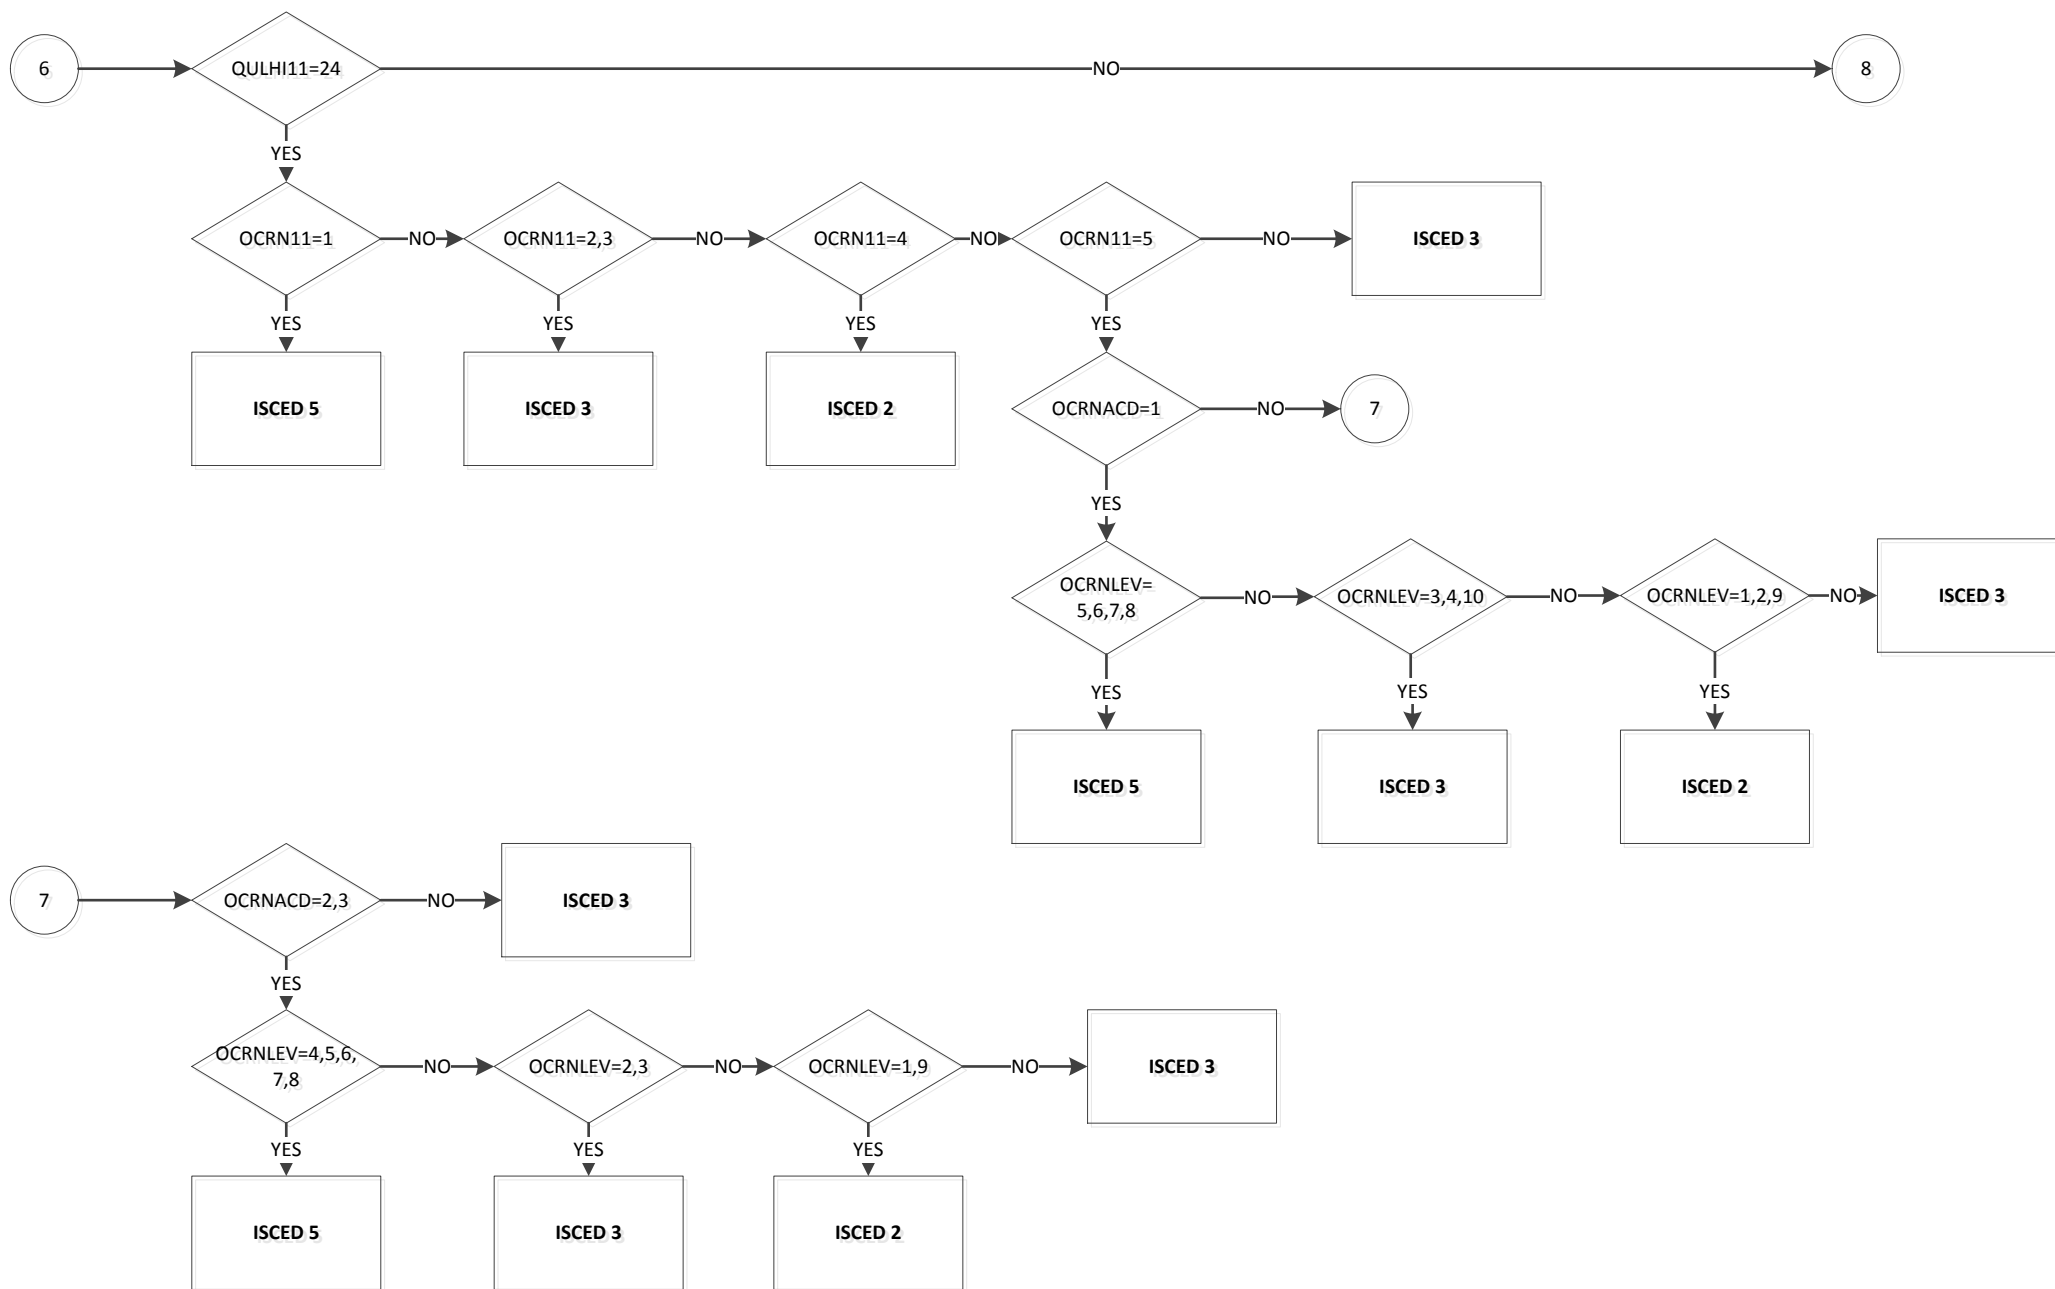 6
QULHI11=24
NO
8
YES
OCRN11=1
NO
OCRN11=2,3
NO
OCRN11=4
NO
OCRN11=5
NO
ISCED 3
YES
YES
YES
YES
ISCED 5
ISCED 3
ISCED 2
OCRNACD=1
NO
7
YES
OCRNLEV=
5,6,7,8
NO
OCRNLEV=3,4,10
NO
OCRNLEV=1,2,9
NO
ISCED 3
YES
YES
YES
ISCED 5
ISCED 3
ISCED 2
7
OCRNACD=2,3
NO
ISCED 3
YES
OCRNLEV=4,5,6,
7,8
NO
OCRNLEV=2,3
NO
OCRNLEV=1,9
NO
ISCED 3
YES
YES
YES
ISCED 5
ISCED 3
ISCED 2